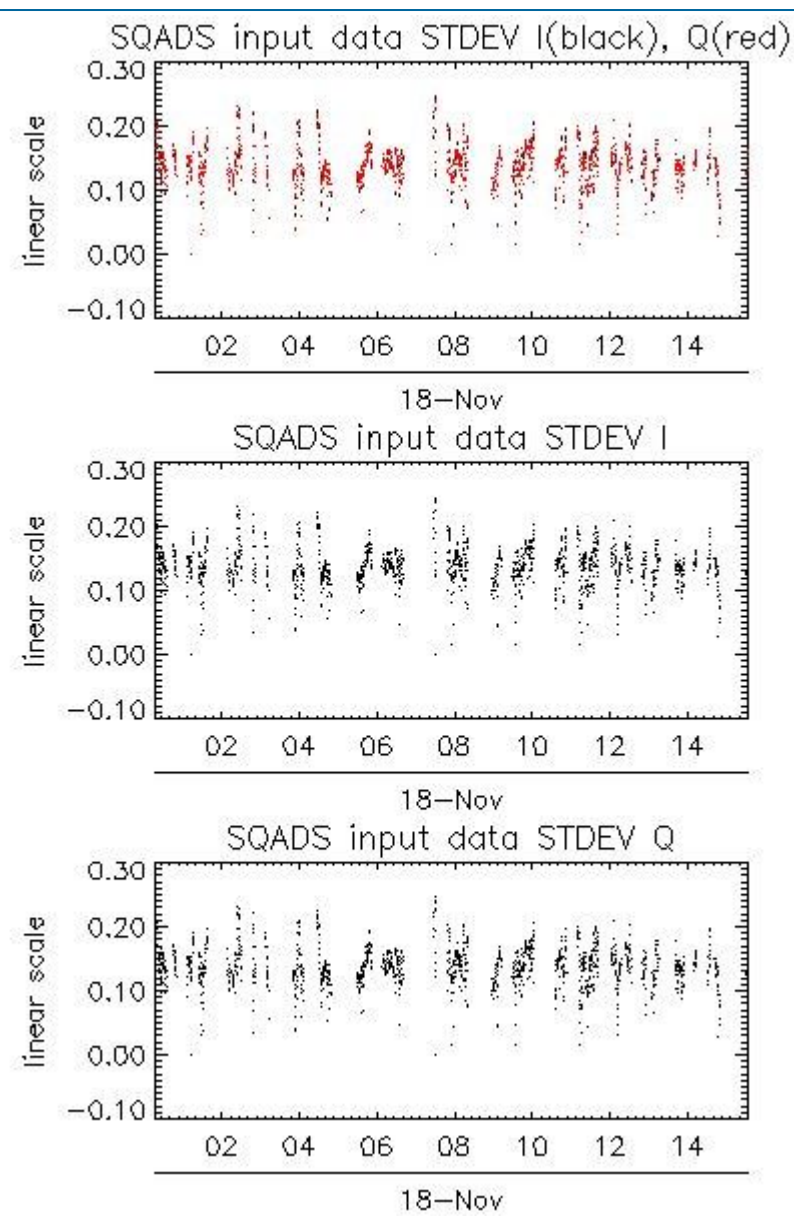 SQADS input data STDEV I(black), Q(red)
0.30
0.20
0.10
0.00
−0.10
linear scale
02 04 06 08 10 12 14
18−Nov
SQADS input data STDEV I
0.30
0.20
0.10
0.00
−0.10
linear scale
02 04 06 08 10 12 14
18−Nov
SQADS input data STDEV Q
0.30
0.20
0.10
0.00
−0.10
linear scale
02 04 06 08 10 12 14
18−Nov